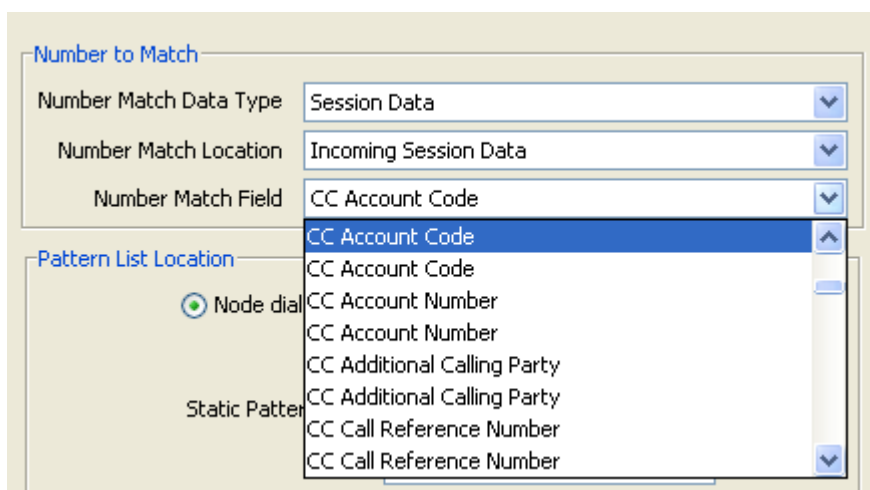 Number to Match
Number Match Data Type Session Data
Number Match Location Incoming Session Data
Number Match Field CC Account Code
CC Account Code
Pattern List Location
CC Account Code
Node dial CC Account Number
CC Account Number
CC Additional Calling Party
Static Patter CC Additional Calling Party
CC Call Reference Number
CC Call Reference Number